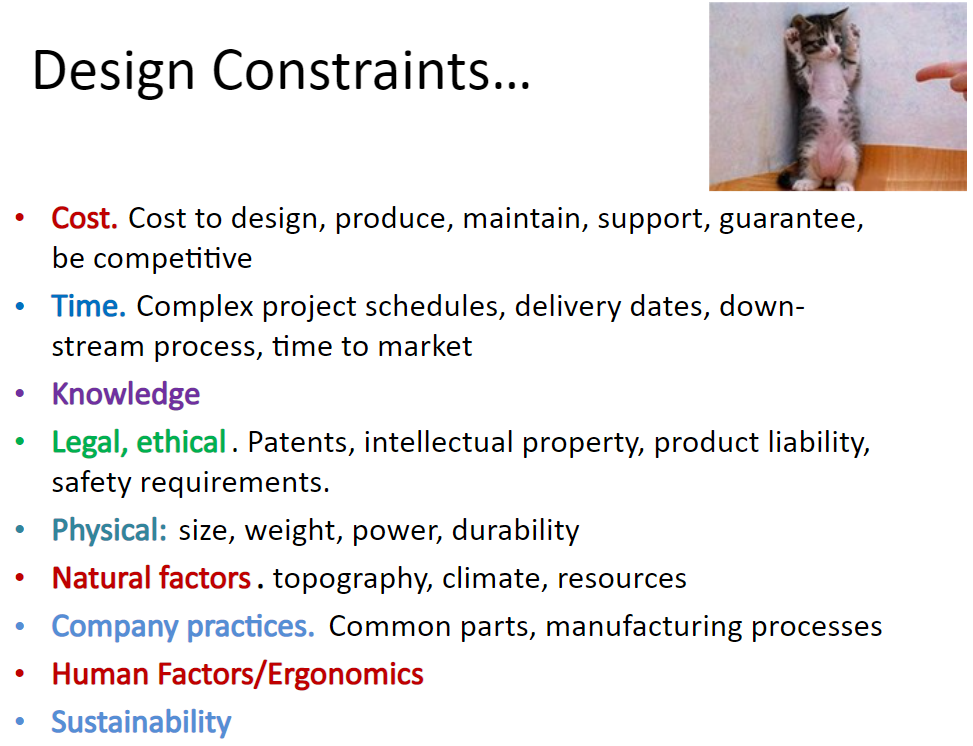 Design Constraints…
• Cost. Cost to design, produce, maintain, support, guarantee,
be competitive
• Time. Complex project schedules, delivery dates, down-
stream process, time to market
• Knowledge
• Legal, ethical . Patents, intellectual property, product liability,
safety requirements.
• Physical: size, weight, power, durability
• Natural factors . topography, climate, resources
• Company practices. Common parts, manufacturing processes
• Human Factors/Ergonomics
• Sustainability